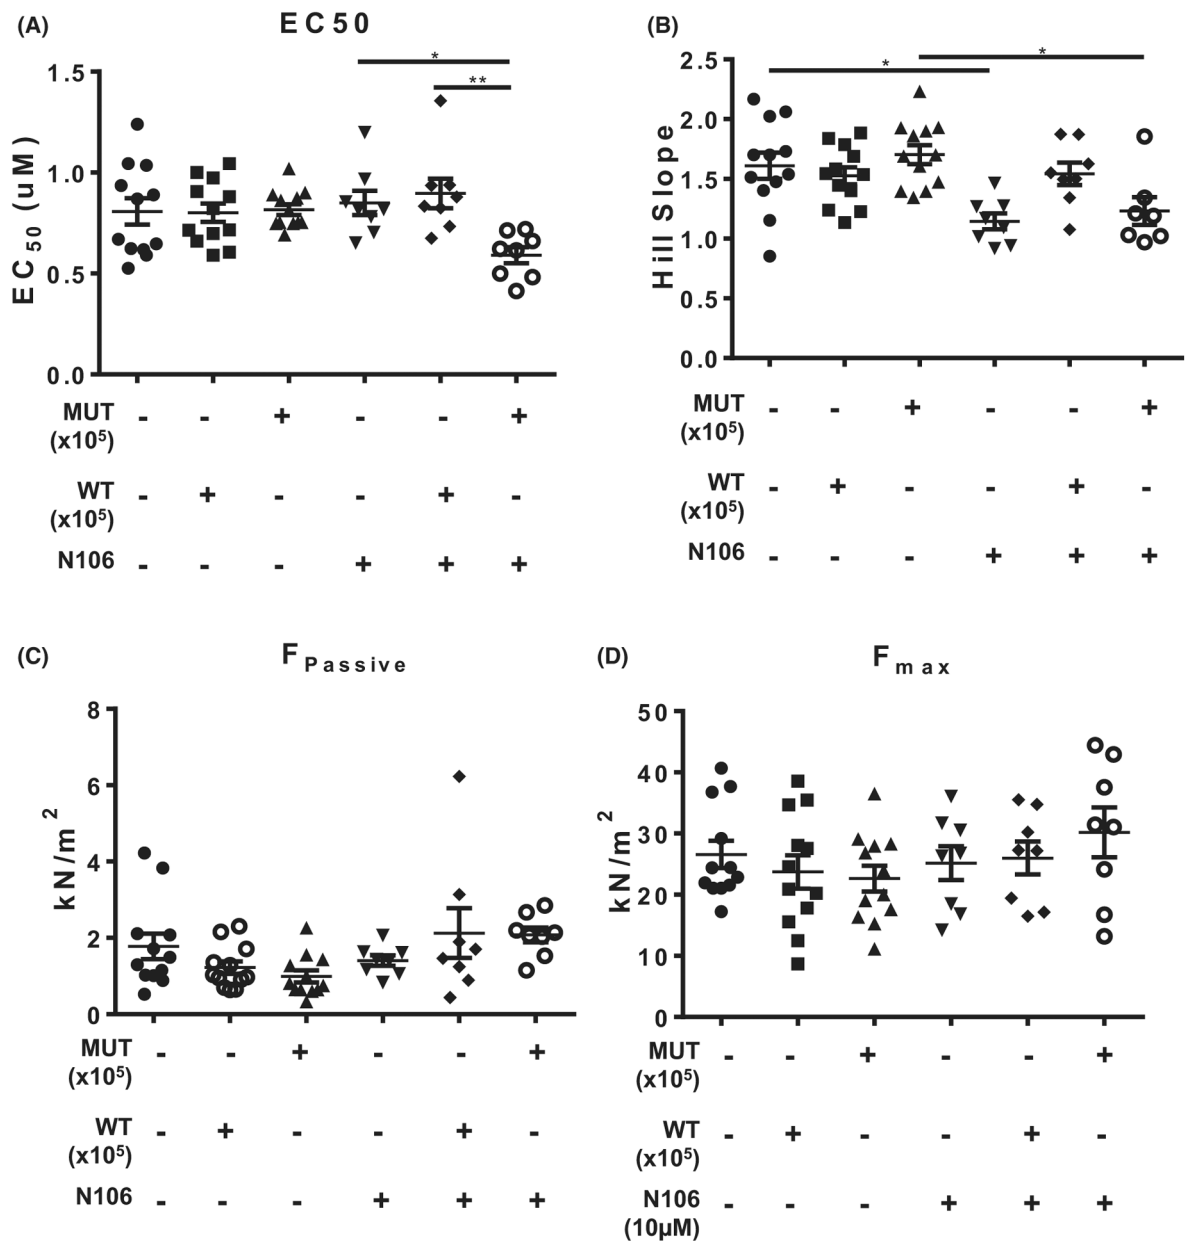 (A) EC50
EC50 (uM)
1.5
1.0
0.5
0.0
*
**
MUT - - + - - +
(x10⁵)
WT - + - - + -
(x10⁵)
N106 - - - + + +
(B)
Hill Slope
2.5
2.0
1.5
1.0
0.5
0.0
*
*
MUT - - + - - +
(x10⁵)
WT - + - - + -
(x10⁵)
N106 - - - + + +
(C) F Passive
kN/m²
8
6
4
2
0
MUT - - + - - +
(x10⁵)
WT - + - - + -
(x10⁵)
N106 - - - + + +
(D) F max
kN/m²
50
40
30
20
10
0
MUT - - + - - +
(x10⁵)
WT - + - - + -
(x10⁵)
N106 - - - + + +
(10µM)